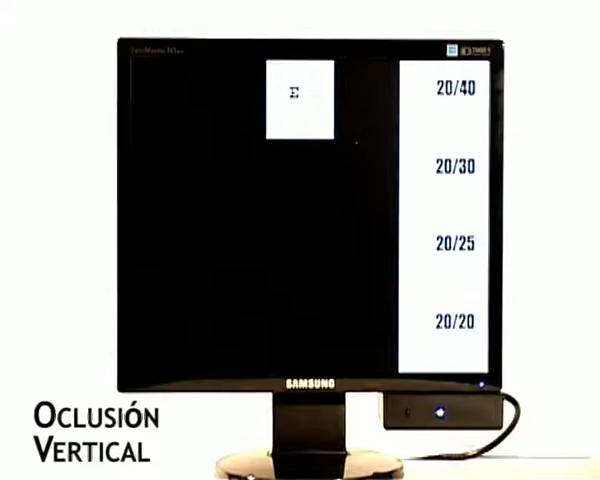 E
20/40
20/30
20/25
20/20
SAMSUNG
OCLUSIÓN
VERTICAL